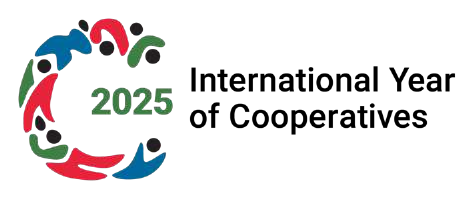 2025
International Year
of Cooperatives